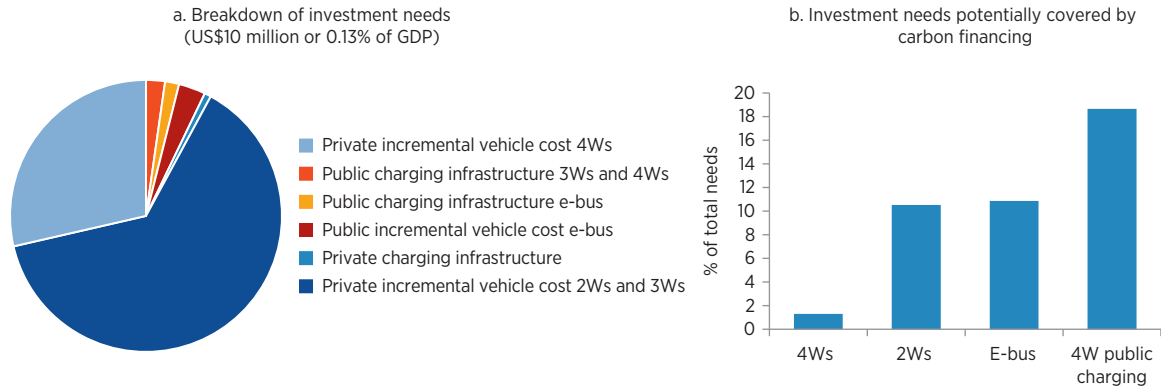 a. Breakdown of investment needs
(US$10 million or 0.13% of GDP)
Private incremental vehicle cost 4Ws
Public charging infrastructure 3Ws and 4Ws
Public charging infrastructure e-bus
Public incremental vehicle cost e-bus
Private charging infrastructure
Private incremental vehicle cost 2Ws and 3Ws
b. Investment needs potentially covered by
carbon financing
% of total needs
20
18
16
14
12
10
8
6
4
2
0
4Ws
2Ws
E-bus
4W public
charging